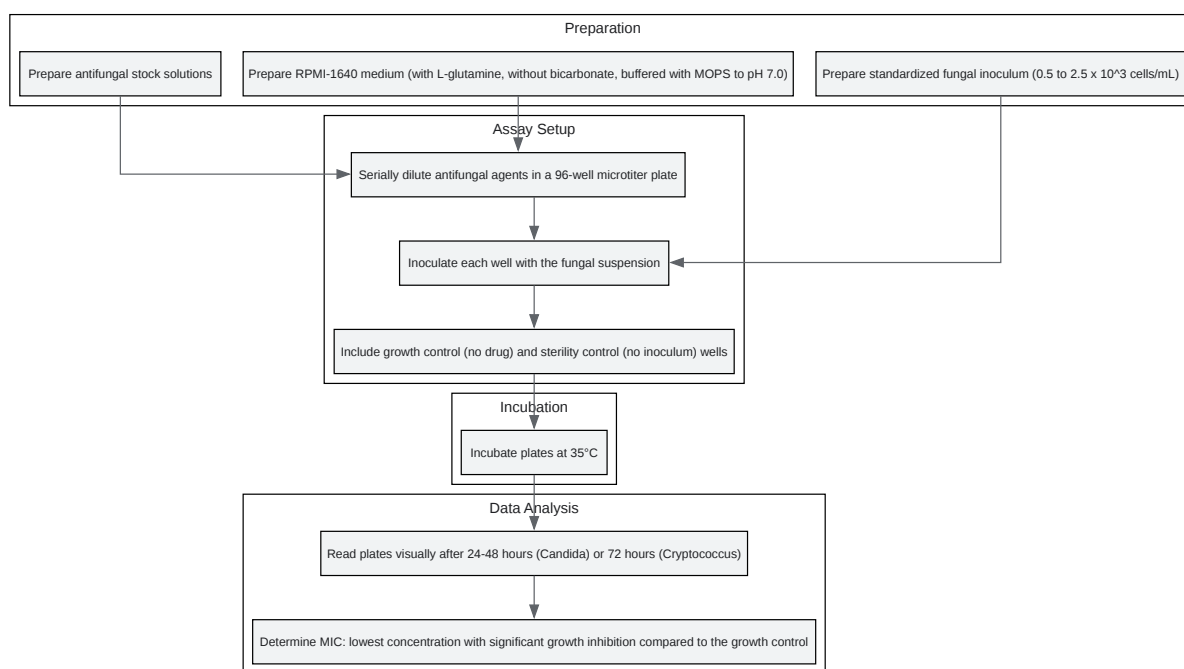 Preparation
Prepare antifungal stock solutions
Prepare RPMI-1640 medium (with L-glutamine, without bicarbonate, buffered with MOPS to pH 7.0)
Prepare standardized fungal inoculum (0.5 to 2.5 x 10^3 cells/mL)
Assay Setup
Serially dilute antifungal agents in a 96-well microtiter plate
Inoculate each well with the fungal suspension
Include growth control (no drug) and sterility control (no inoculum) wells
Incubation
Incubate plates at 35°C
Data Analysis
Read plates visually after 24-48 hours (Candida) or 72 hours (Cryptococcus)
Determine MIC: lowest concentration with significant growth inhibition compared to the growth control